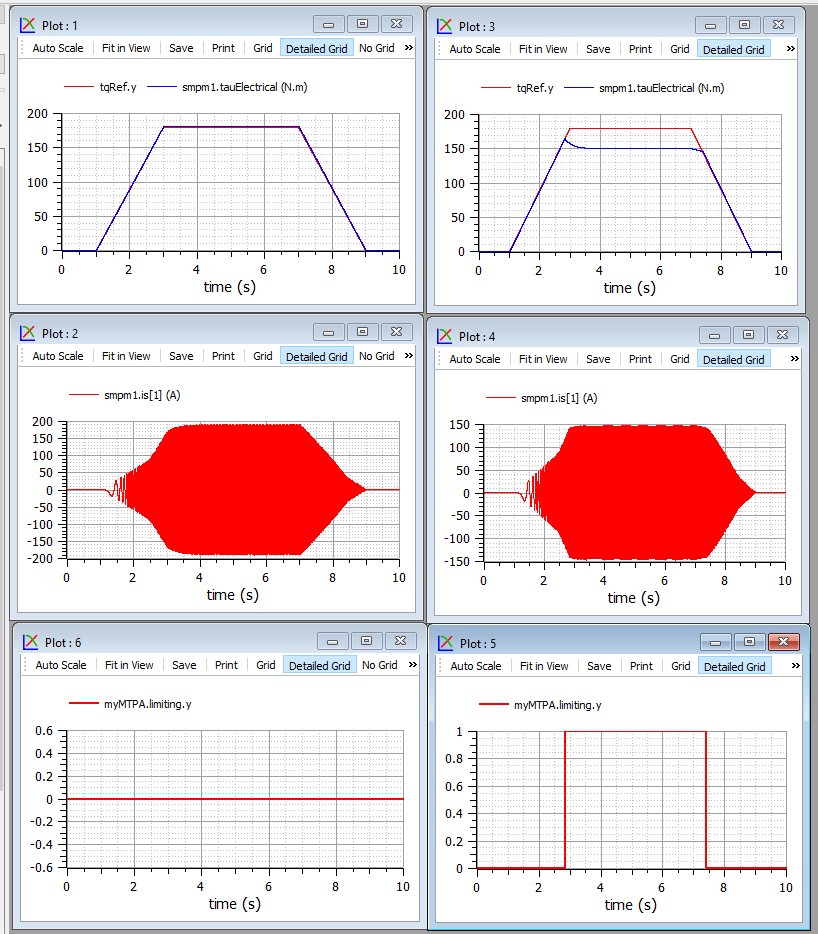 Plot : 1
Auto Scale Fit in View Save Print Grid Detailed Grid No Grid »
tqRef.y smpm1.tauElectrical (N.m)
200
150
100
50
0
0 2 4 6 8 10
time (s)
Plot : 3
Auto Scale Fit in View Save Print Grid Detailed Grid »
tqRef.y smpm1.tauElectrical (N.m)
200
150
100
50
0
0 2 4 6 8 10
time (s)
Plot : 2
Auto Scale Fit in View Save Print Grid Detailed Grid No Grid »
smpm1.is[1] (A)
200
150
100
50
0
-50
-100
-150
-200
0 2 4 6 8 10
time (s)
Plot : 4
Auto Scale Fit in View Save Print Grid Detailed Grid »
smpm1.is[1] (A)
150
100
50
0
-50
-100
-150
0 2 4 6 8 10
time (s)
Plot : 6
Auto Scale Fit in View Save Print Grid Detailed Grid No Grid »
myMTPA.limiting.y
0.6
0.4
0.2
0
-0.2
-0.4
-0.6
0 2 4 6 8 10
time (s)
Plot : 5
Auto Scale Fit in View Save Print Grid Detailed Grid »
myMTPA.limiting.y
1
0.8
0.6
0.4
0.2
0
0 2 4 6 8 10
time (s)